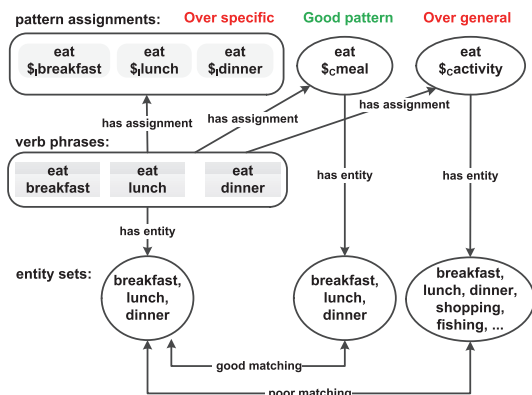 pattern assignments: Over specific Good pattern Over general
eat eat eat eat eat
$Ibreakfast $Ilunch $Idinner $Cmeal $Cactivity
has assignment has assignment has assignment
verb phrases:
eat eat eat
breakfast lunch dinner
has entity has entity
has entity
entity sets:
breakfast, breakfast, breakfast,
lunch, lunch, lunch, dinner,
dinner dinner shopping,
fishing, ...
good matching
poor matching